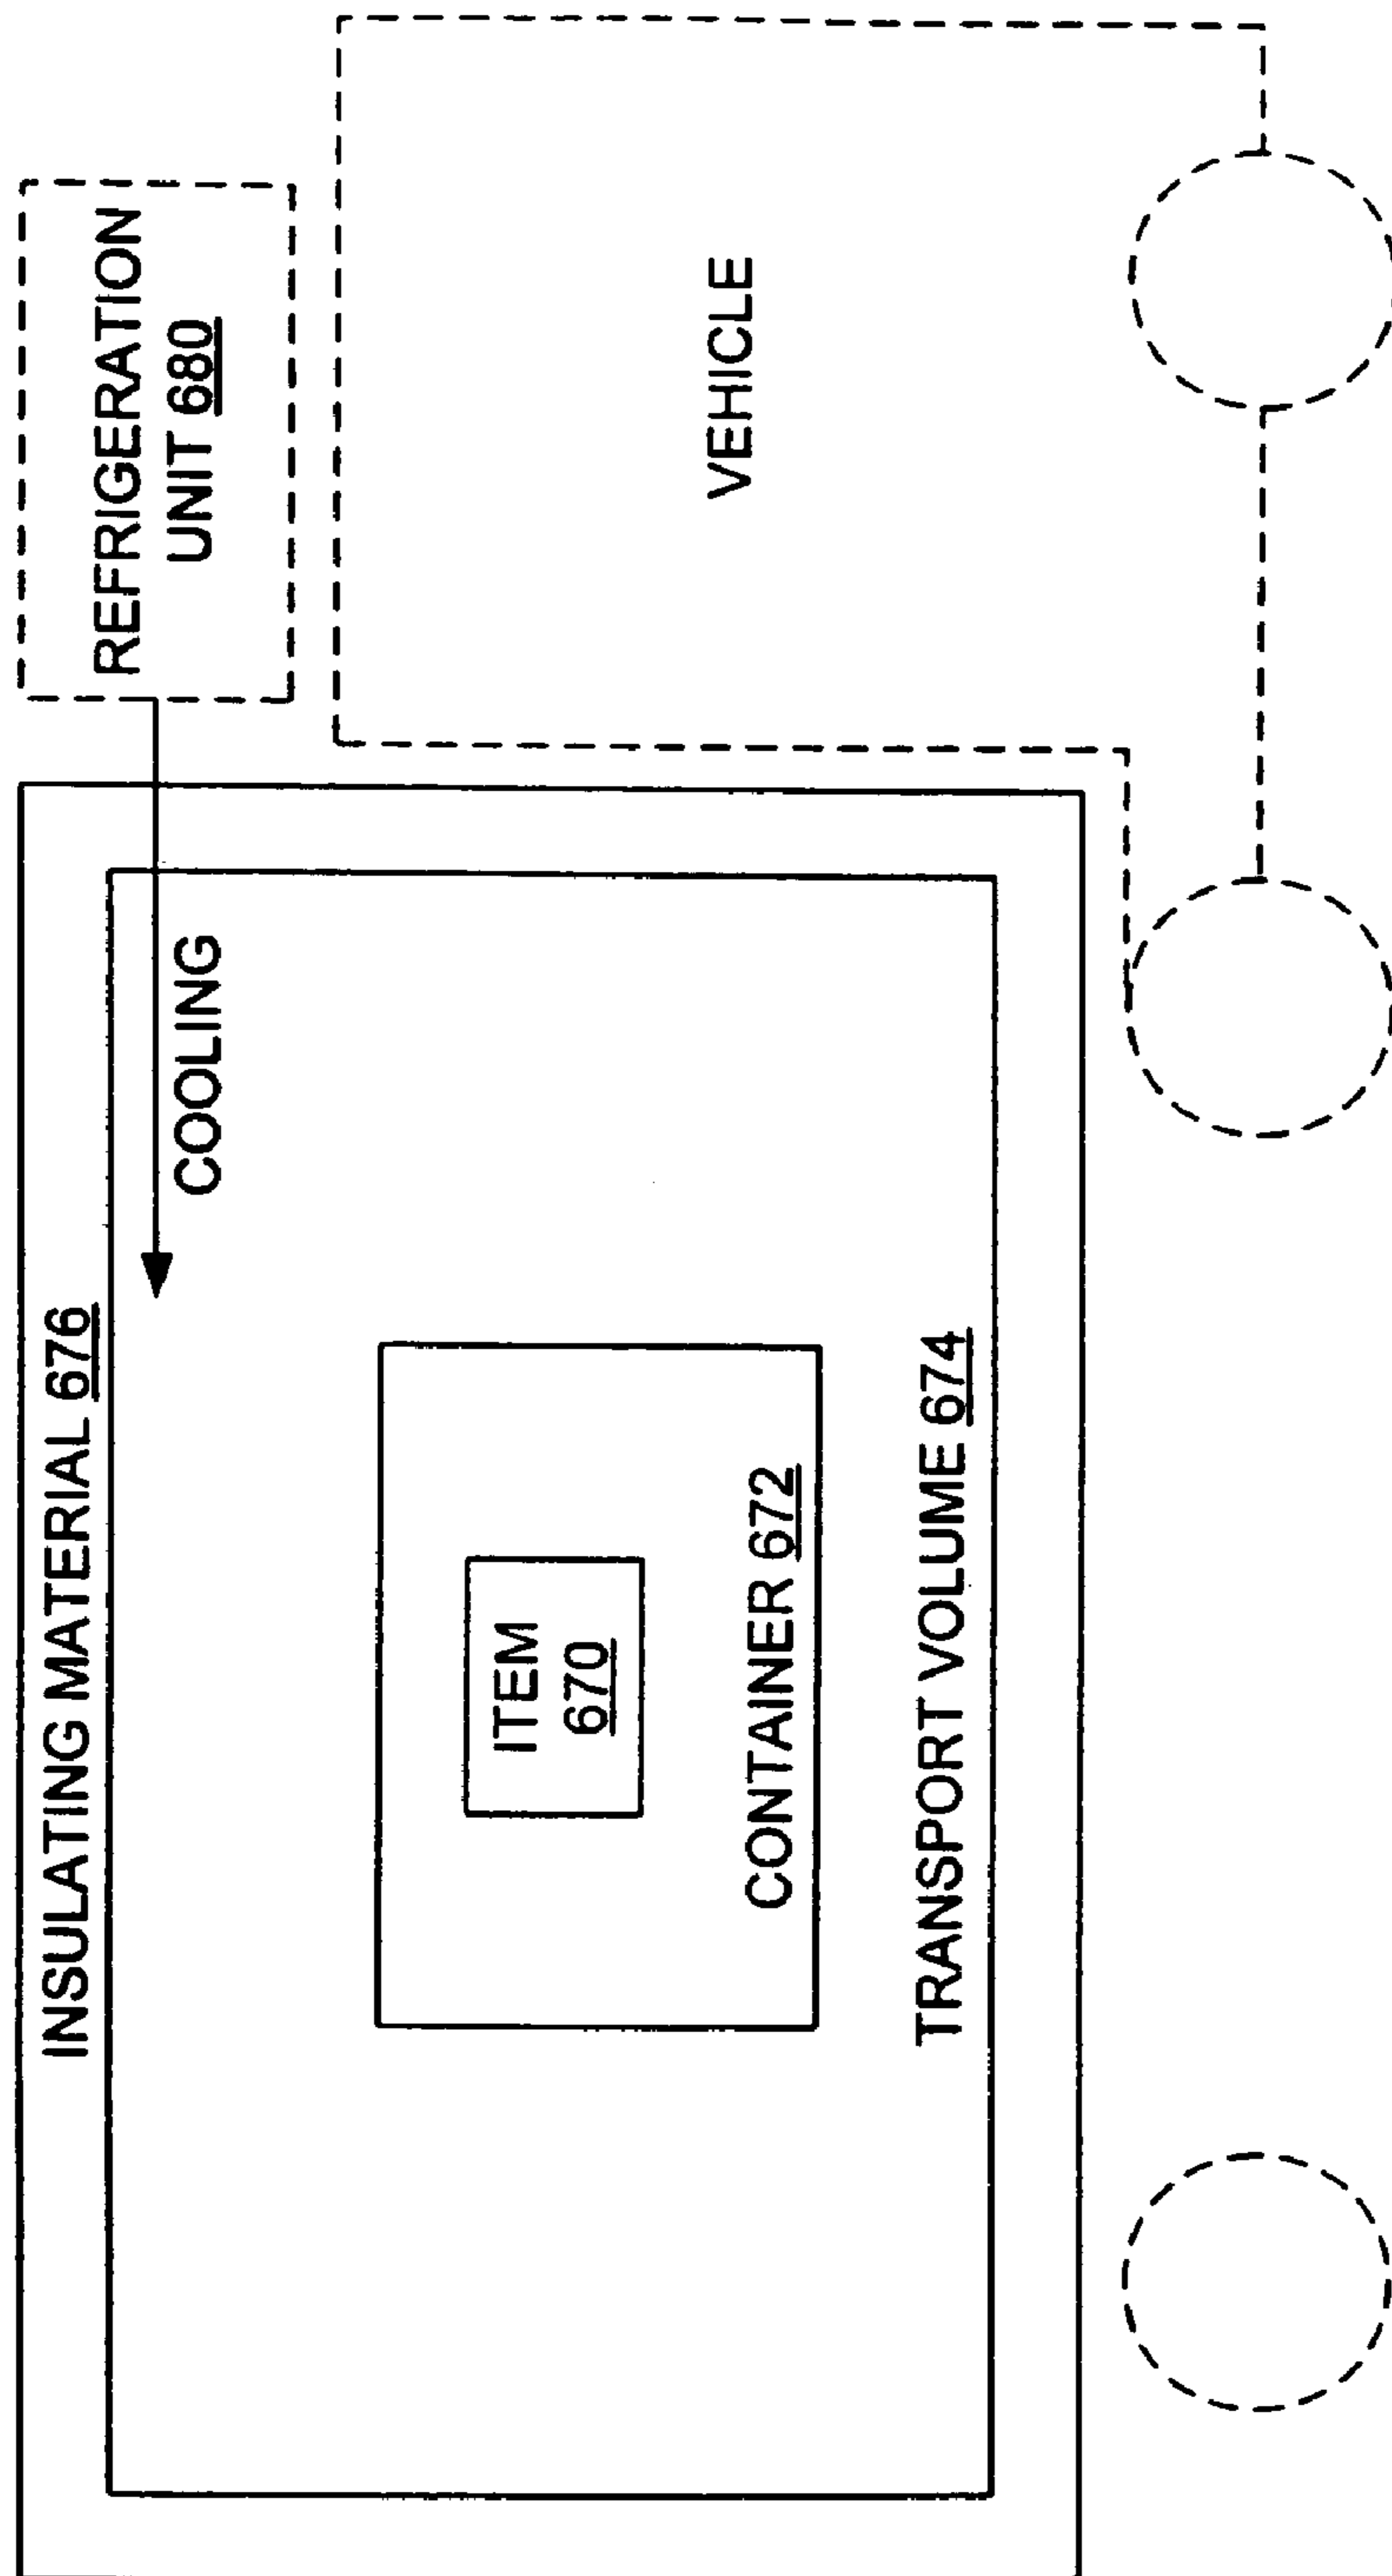 REFRIGERATION
UNIT 680
VEHICLE
INSULATING MATERIAL 676
COOLING
ITEM
670
CONTAINER 672
TRANSPORT VOLUME 674